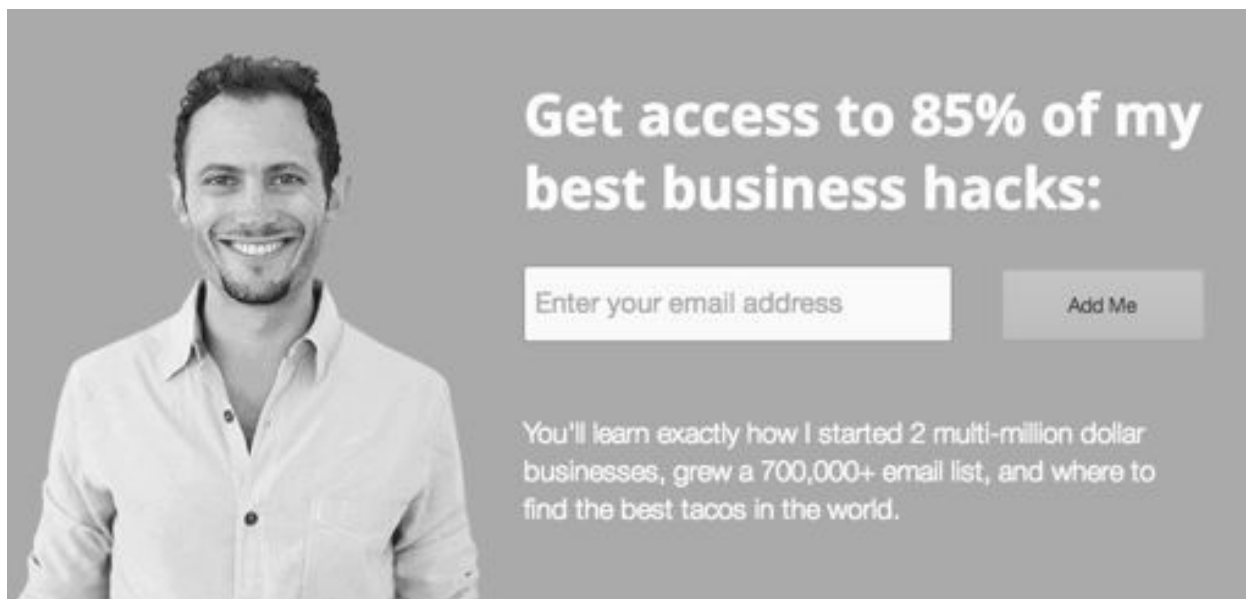 Get access to 85% of my
best business hacks:
Enter your email address
Add Me
You'll learn exactly how I started 2 multi-million dollar
businesses, grew a 700,000+ email list, and where to
find the best tacos in the world.